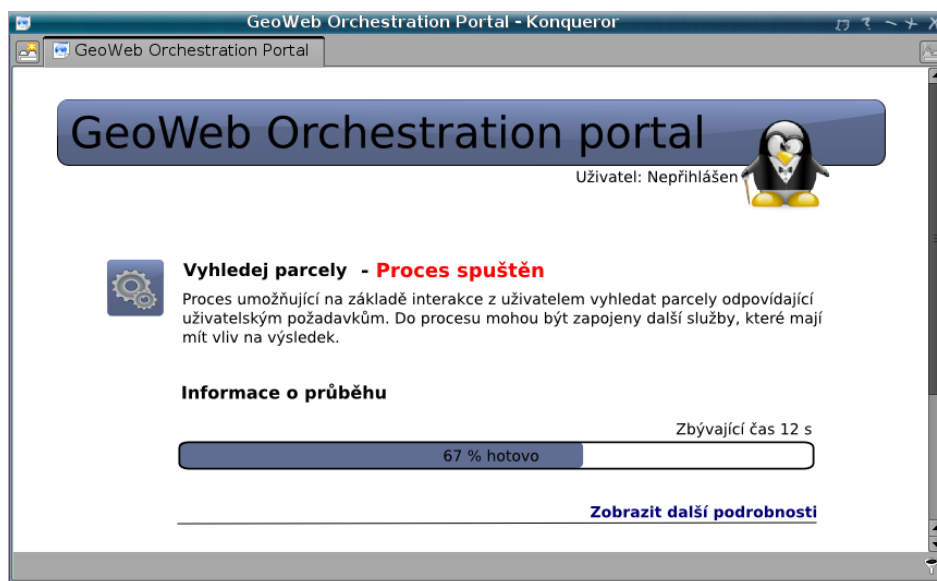 GeoWeb Orchestration Portal - Konqueror
GeoWeb Orchestration Portal
GeoWeb Orchestration portal
Uživatel: Nepřihlášen
Vyhledej parcely - Proces spuštěn
Proces umožňující na základě interakce z uživatelem vyhledat parcely odpovídající
uživatelským požadavkům. Do procesu mohou být zapojeny další služby, které mají
mít vliv na výsledek.
Informace o průběhu
Zbývající čas 12 s
67 % hotovo
Zobrazit další podrobnosti